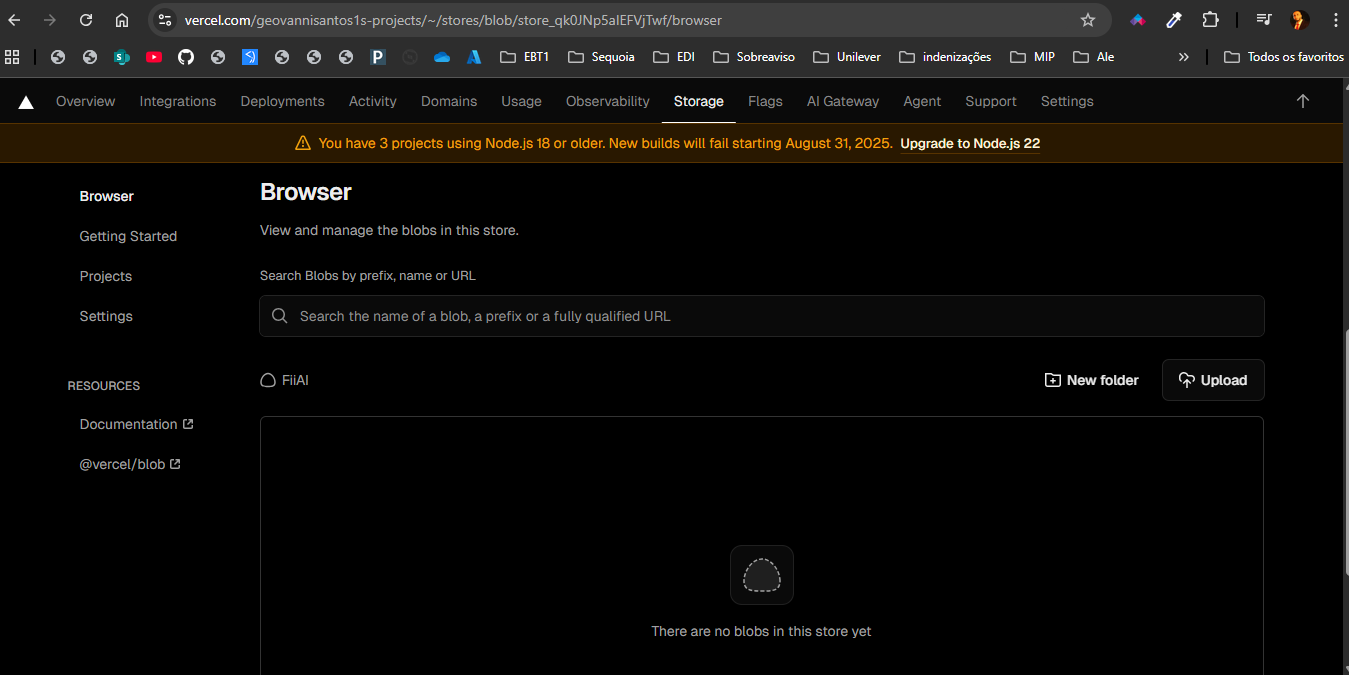 vercel.com/geovannisantos1s-projects/~/stores/blob/store_qk0JNp5aIEFVjTwf/browser
EBT1 Sequoia EDI Sobreaviso Unilever indenizações MIP Ale » Todos os favoritos
Overview Integrations Deployments Activity Domains Usage Observability Storage Flags AI Gateway Agent Support Settings
You have 3 projects using Node.js 18 or older. New builds will fail starting August 31, 2025. Upgrade to Node.js 22
Browser
Getting Started
Projects
Settings
RESOURCES
Documentation
@vercel/blob
Browser
View and manage the blobs in this store.
Search Blobs by prefix, name or URL
Search the name of a blob, a prefix or a fully qualified URL
FiiAI
New folder
Upload
There are no blobs in this store yet